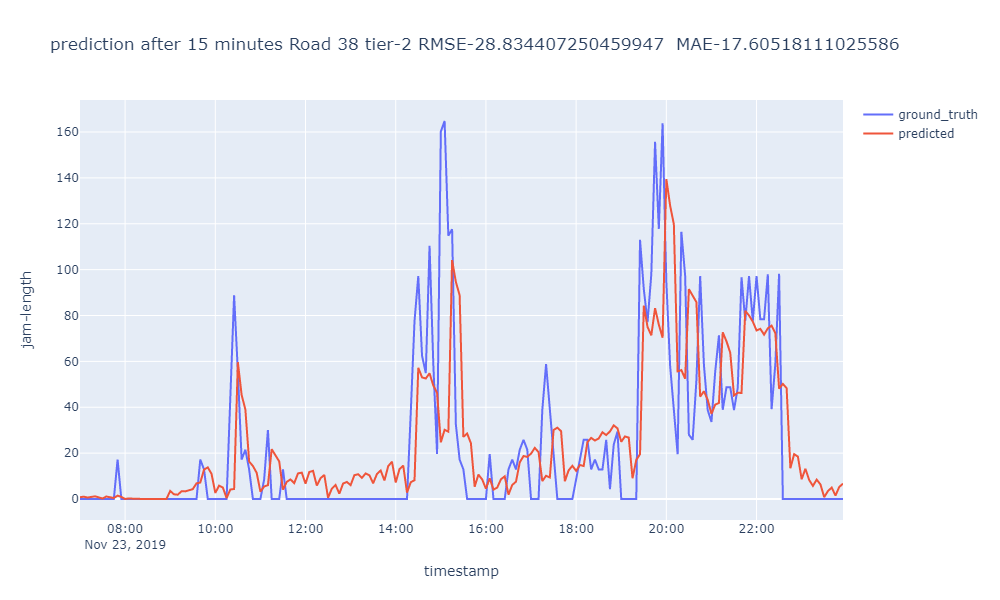 prediction after 15 minutes Road 38 tier-2 RMSE-28.834407250459947  MAE-17.60518111025586
ground_truth
predicted
160
140
120
100
80
60
40
20
0
jam-length
08:00 10:00 12:00 14:00 16:00 18:00 20:00 22:00
Nov 23, 2019
timestamp